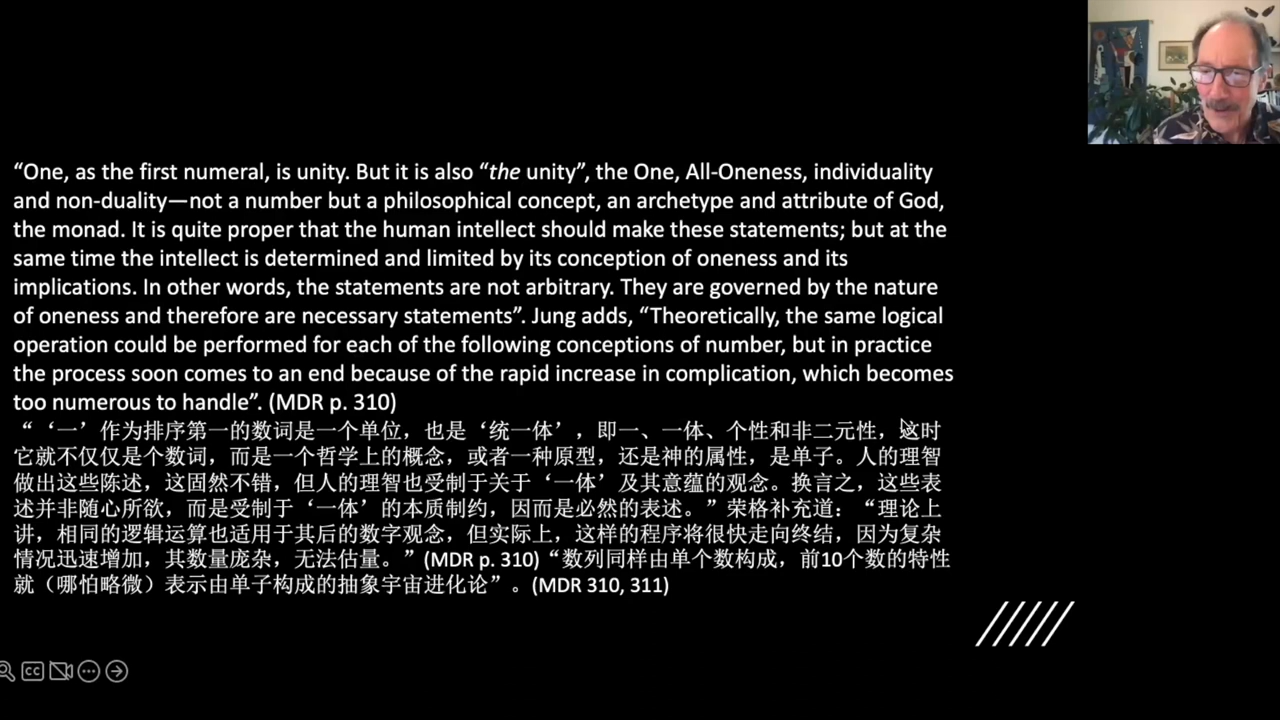 “One, as the first numeral, is unity. But it is also “the unity”, the One, All-Oneness, individuality
and non-duality—not a number but a philosophical concept, an archetype and attribute of God,
the monad. It is quite proper that the human intellect should make these statements; but at the
same time the intellect is determined and limited by its conception of oneness and its
implications. In other words, the statements are not arbitrary. They are governed by the nature
of oneness and therefore are necessary statements”. Jung adds, “Theoretically, the same logical
operation could be performed for each of the following conceptions of number, but in practice
the process soon comes to an end because of the rapid increase in complication, which becomes
too numerous to handle”. (MDR p. 310)
“‘一’作为排序第一的数词是一个单位，也是‘统一体’，即一、一体、个性和非二元性，这时
它就不仅仅是个数词，而是一个哲学上的概念，或者一种原型，还是神的属性，是单子。人的理智
做出这些陈述，这固然不错，但人的理智也受制于关于‘一体’及其意蕴的观念。换言之，这些表
述并非随心所欲，而是受制于‘一体’的本质制约，因而是必然的表述。”荣格补充道：“理论上
讲，相同的逻辑运算也适用于其后的数字观念，但实际上，这样的程序将很快走向终结，因为复杂
情况迅速增加，其数量庞杂，无法估量。”(MDR p. 310)“数列同样由单个数构成，前10个数的特性
就（哪怕略微）表示由单子构成的抽象宇宙进化论”。(MDR 310, 311)
CC